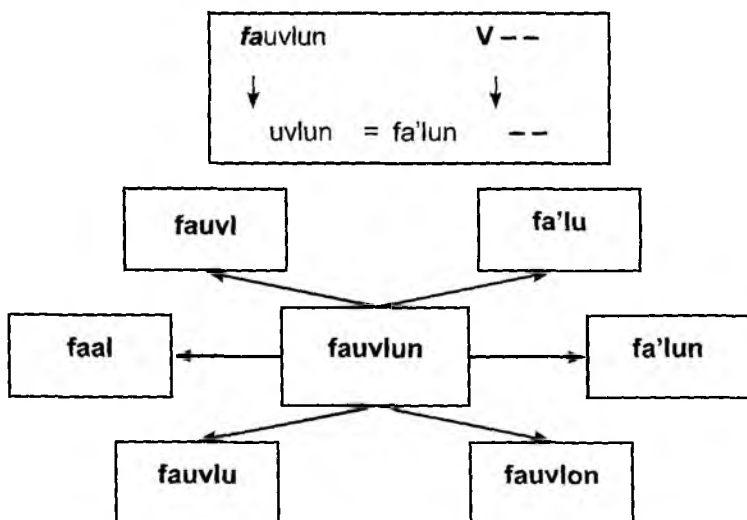 fauvlun V – –
uvlun = fa'lun – –
fauvl fa'lu
faal fauvlun fa'lun
fauvlu fauvlon